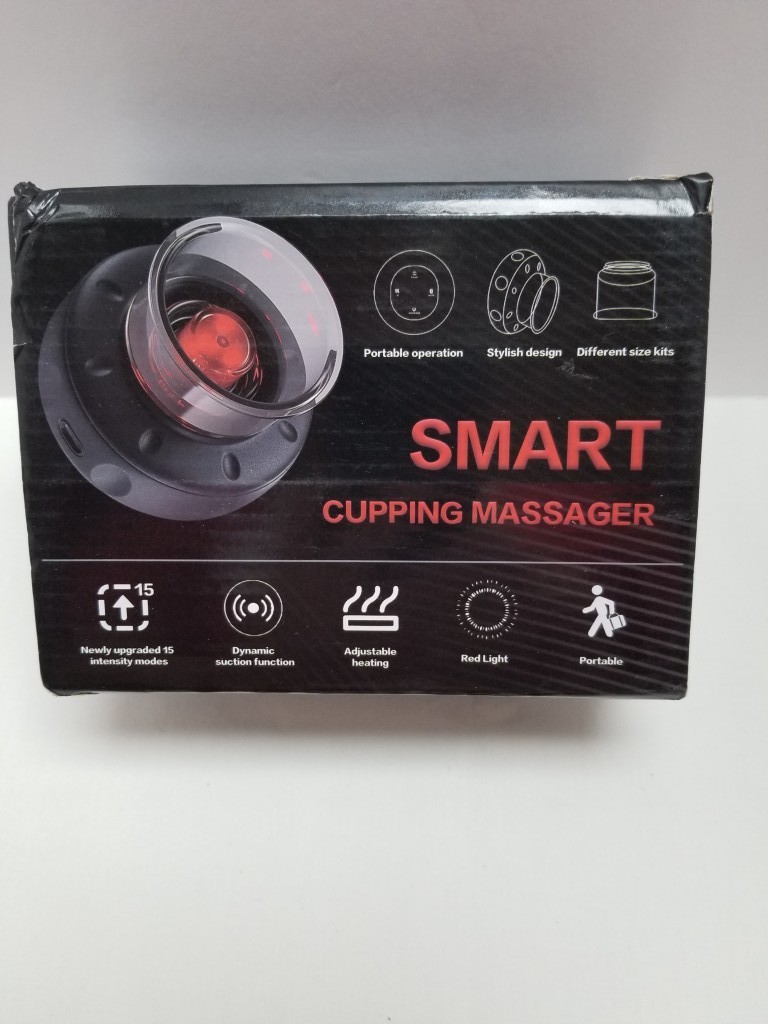 Portable operation
Stylish design
Different size kits
SMART
CUPPING MASSAGER
15
Newly upgraded 15
intensity modes
Dynamic
suction function
Adjustable
heating
Red Light
Portable